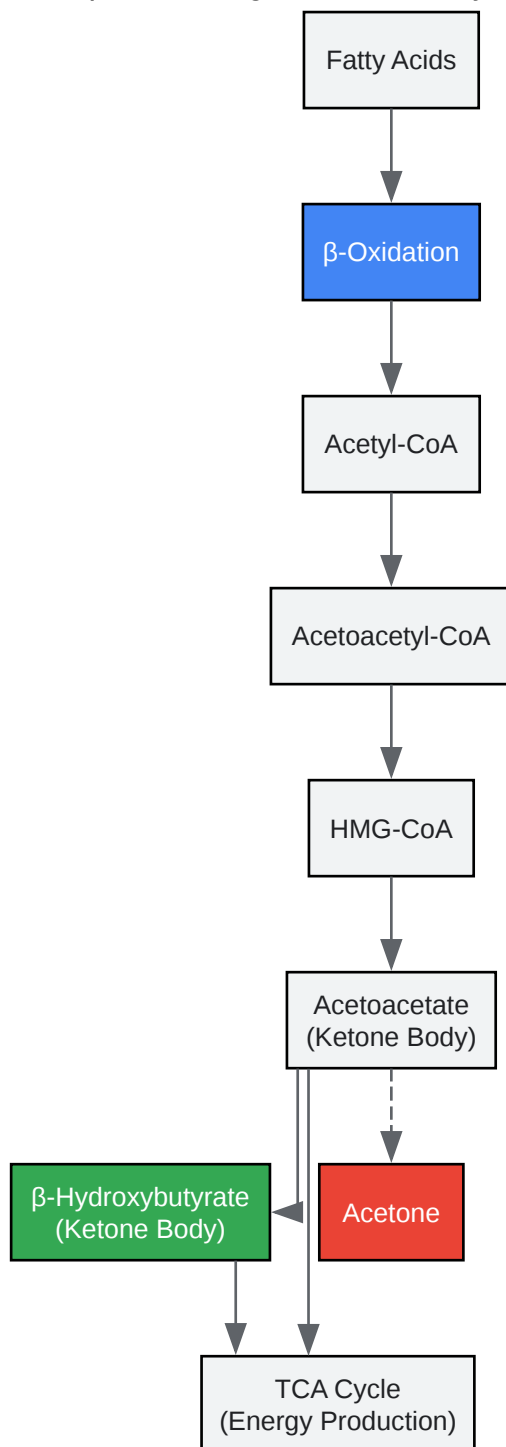 Fatty Acids
β-Oxidation
Acetyl-CoA
Acetoacetyl-CoA
HMG-CoA
Acetoacetate
(Ketone Body)
β-Hydroxybutyrate
(Ketone Body)
Acetone
TCA Cycle
(Energy Production)